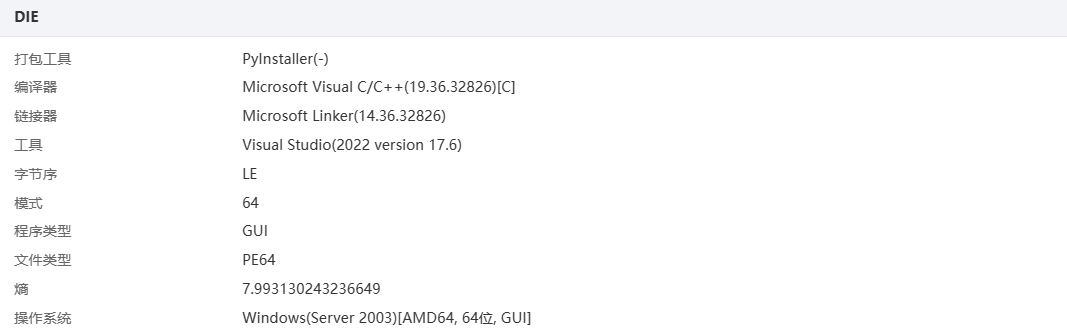 DIE
打包工具 PyInstaller(-)
编译器 Microsoft Visual C/C++(19.36.32826)[C]
链接器 Microsoft Linker(14.36.32826)
工具 Visual Studio(2022 version 17.6)
字节序 LE
模式 64
程序类型 GUI
文件类型 PE64
熵 7.993130243236649
操作系统 Windows(Server 2003)[AMD64, 64位, GUI]